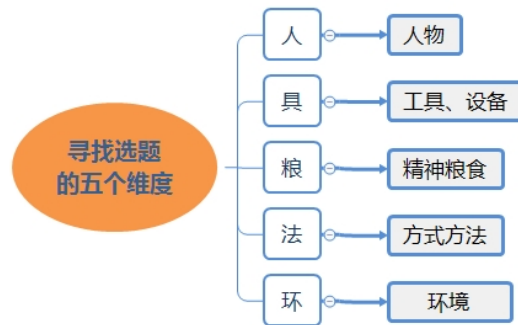 寻找选题
的五个维度
人
人物
具
工具、设备
粮
精神粮食
法
方式方法
环
环境